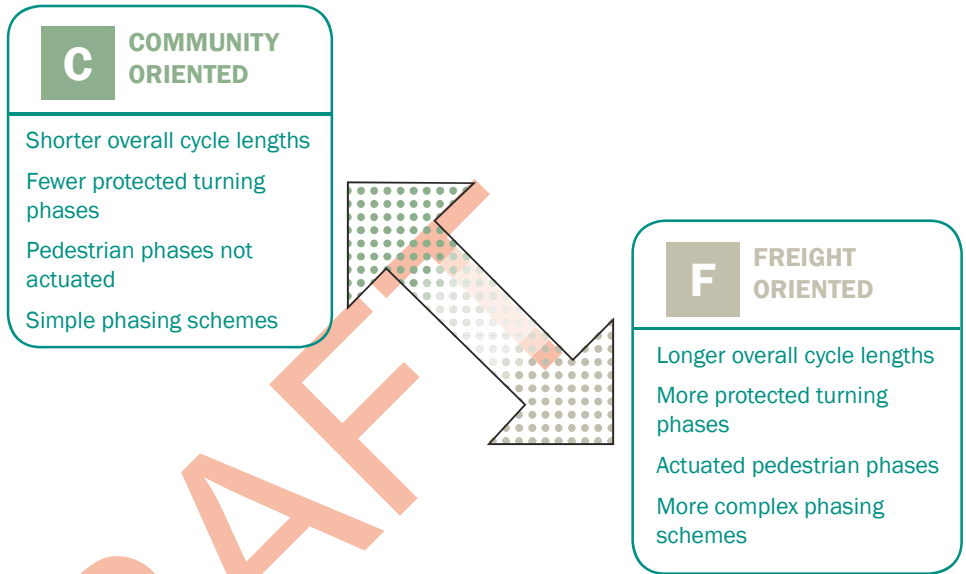 C
COMMUNITY
ORIENTED
Shorter overall cycle lengths
Fewer protected turning
phases
Pedestrian phases not
actuated
Simple phasing schemes
F
FREIGHT
ORIENTED
Longer overall cycle lengths
More protected turning
phases
Actuated pedestrian phases
More complex phasing
schemes
RAFT